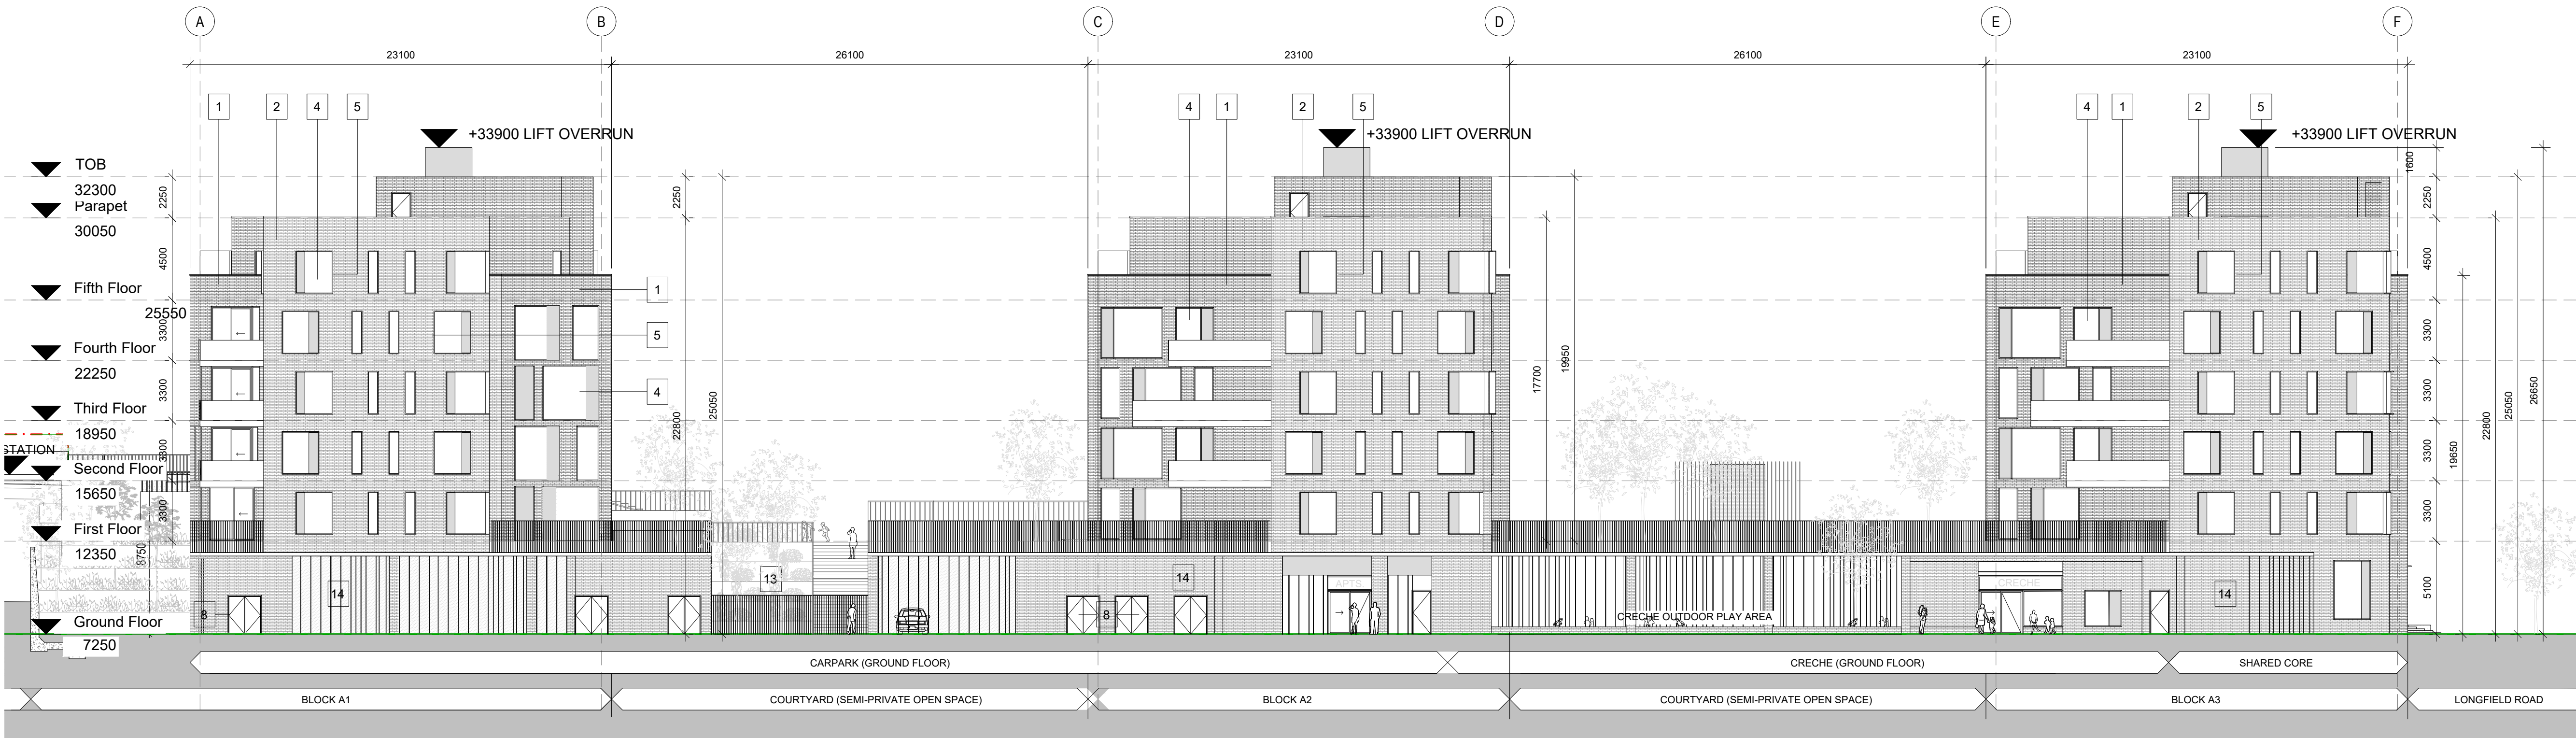 A
B
C
D
E
F
23100
26100
23100
26100
23100
1
2
4
5
4
1
2
5
4
1
2
5
+33900 LIFT OVERRUN
+33900 LIFT OVERRUN
+33900 LIFT OVERRUN
TOB
32300
Parapet
30050
Fifth Floor
25550
Fourth Floor
22250
Third Floor
18950
STATION
Second Floor
15650
First Floor
12350
Ground Floor
7250
2250
4500
3300
3300
3300
3300
8750
1
5
4
2250
22800
25050
17700
19950
1600
2250
4500
3300
3300
3300
3300
5100
19650
22800
25050
26650
8
14
13
8
14
APTS
CRECHE OUTDOOR PLAY AREA
CRECHE
14
CARPARK (GROUND FLOOR)
CRECHE (GROUND FLOOR)
SHARED CORE
BLOCK A1
COURTYARD (SEMI-PRIVATE OPEN SPACE)
BLOCK A2
COURTYARD (SEMI-PRIVATE OPEN SPACE)
BLOCK A3
LONGFIELD ROAD